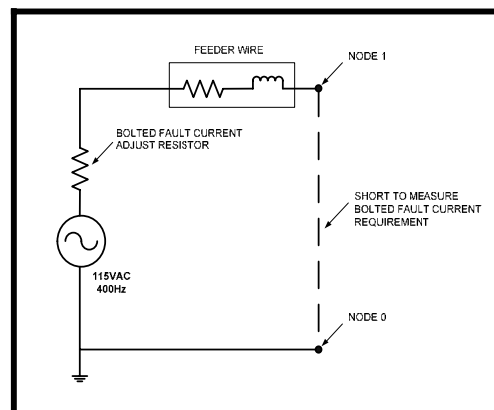 FEEDER WIRE
NODE 1
BOLTED FAULT CURRENT
ADJUST RESISTOR
SHORT TO MEASURE
BOLTED FAULT CURRENT
REQUIREMENT
115VAC
400Hz
NODE 0